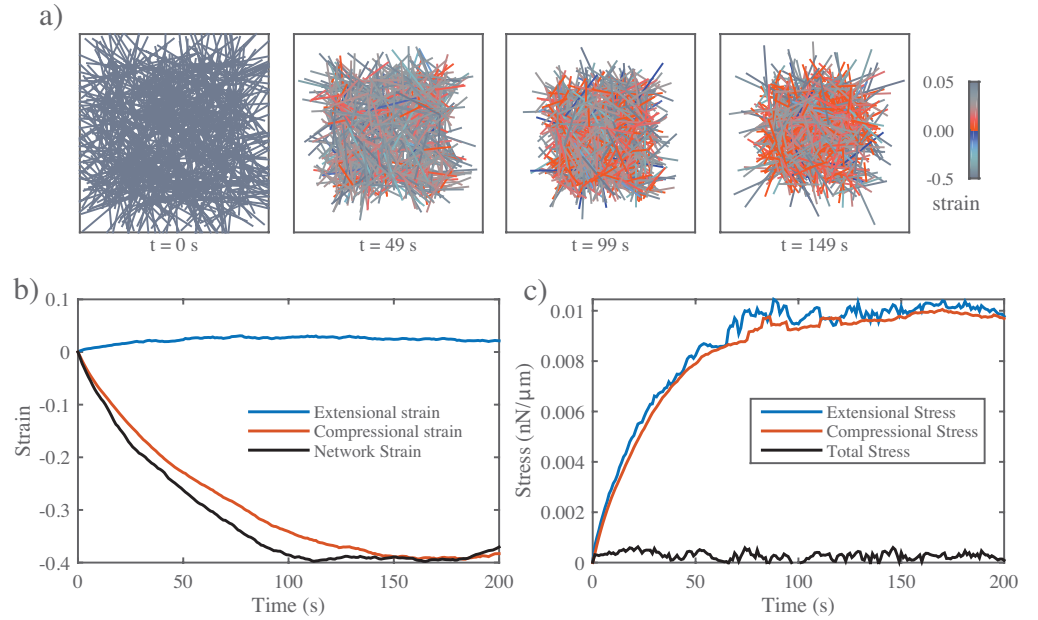 a)
t = 0 s
t = 49 s
t = 99 s
t = 149 s
0.05
0.00
-0.5
strain
b)
0.1
0
-0.1
-0.2
-0.3
-0.4
Strain
Extensional strain
Compressional strain
Network Strain
0
50
100
150
200
Time (s)
c)
0.01
0.008
0.006
0.004
0.002
0
Stress (nN/μm)
Extensional Stress
Compressional Stress
Total Stress
0
50
100
150
200
Time (s)